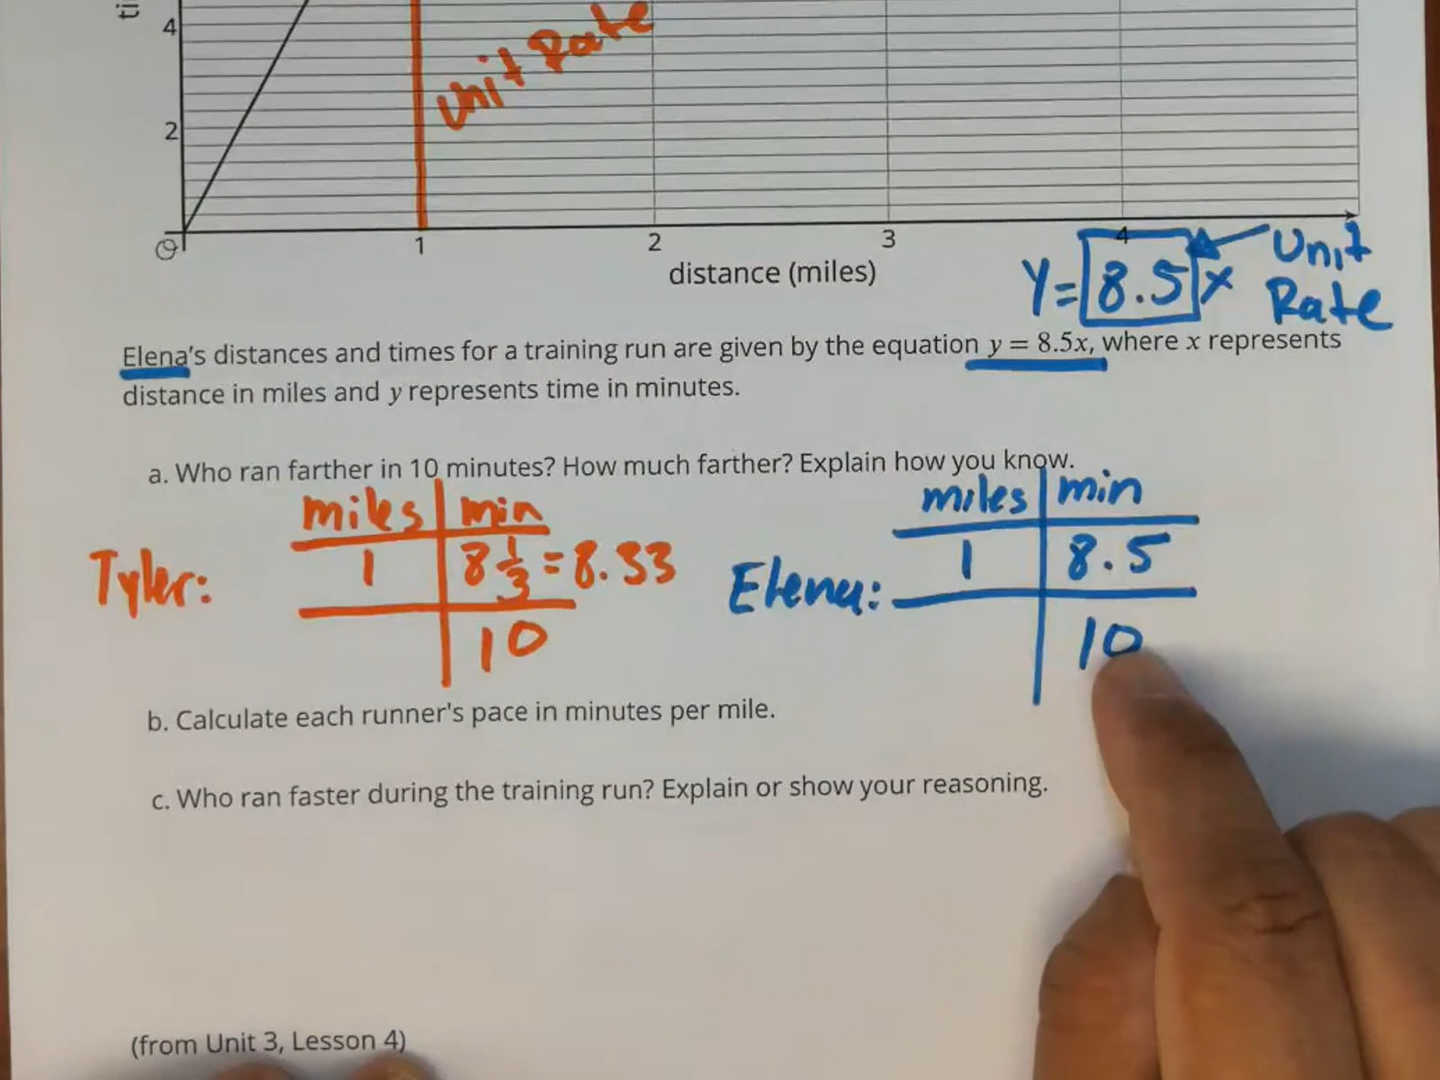 ti
4
Unit Rate
2
1 2 3 4
distance (miles)
Y = 8.5 x
Unit
Rate
Elena's distances and times for a training run are given by the equation y = 8.5x, where x represents
distance in miles and y represents time in minutes.
a. Who ran farther in 10 minutes? How much farther? Explain how you know.
Tyler:
miles min
1 8 1/3 = 8.33
10
Elena:
miles min
1 8.5
10
b. Calculate each runner's pace in minutes per mile.
c. Who ran faster during the training run? Explain or show your reasoning.
(from Unit 3, Lesson 4)